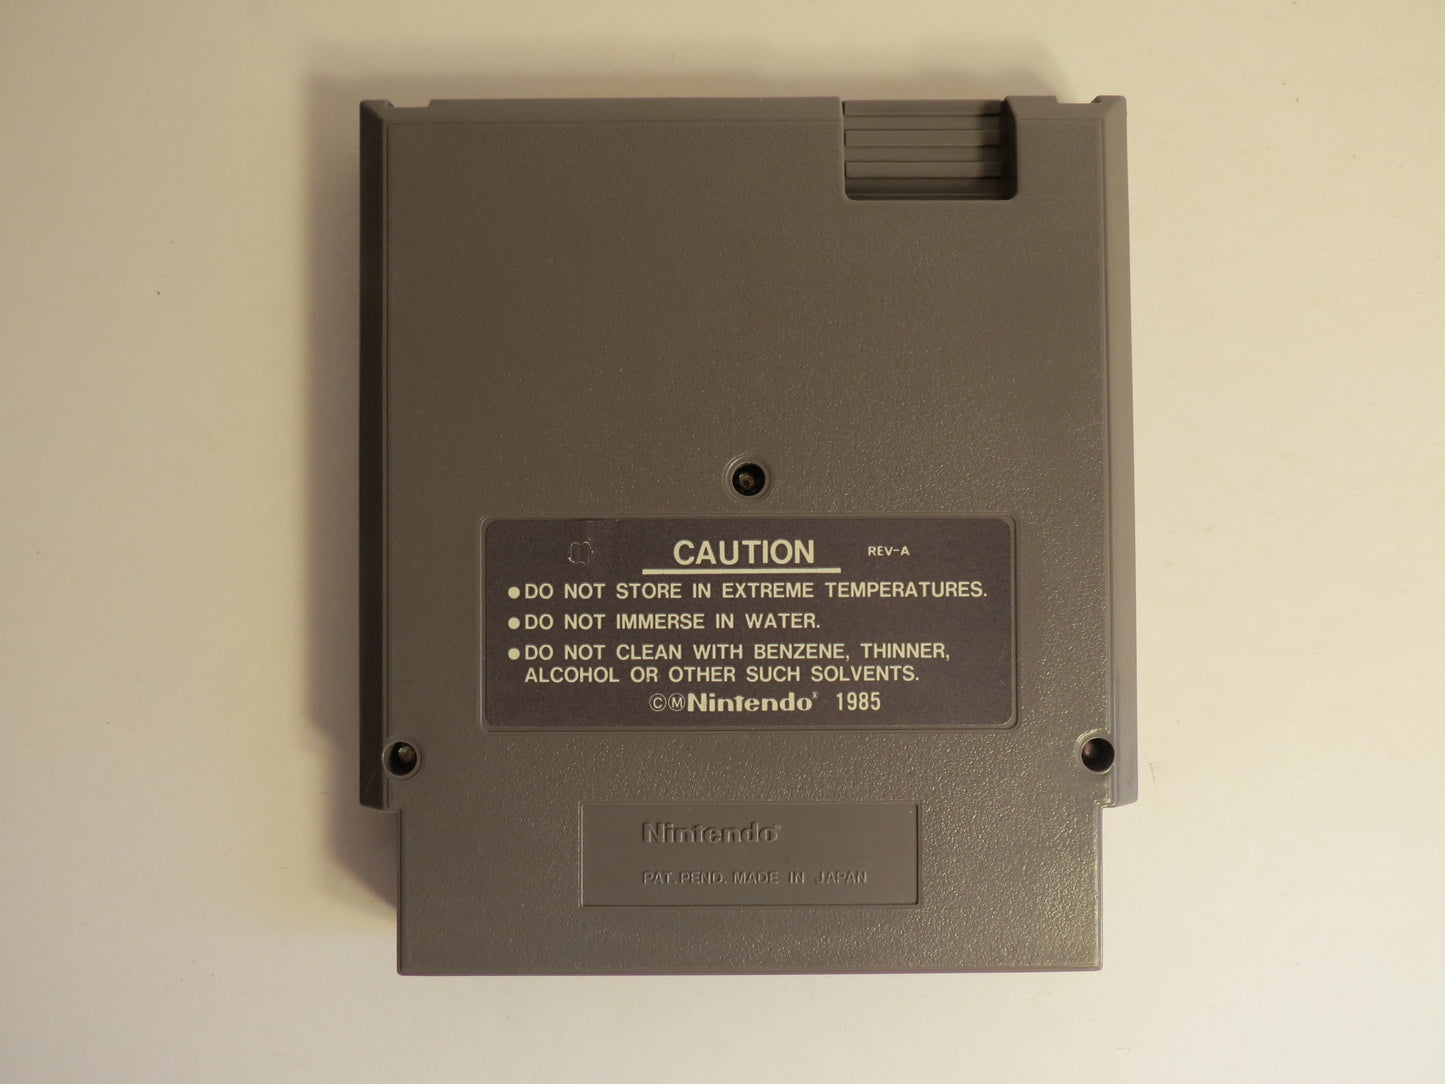 CAUTION REV-A
●DO NOT STORE IN EXTREME TEMPERATURES.
●DO NOT IMMERSE IN WATER.
●DO NOT CLEAN WITH BENZENE, THINNER,
ALCOHOL OR OTHER SUCH SOLVENTS.
©ⓂNintendo® 1985
Nintendo®
PAT. PEND. MADE IN JAPAN